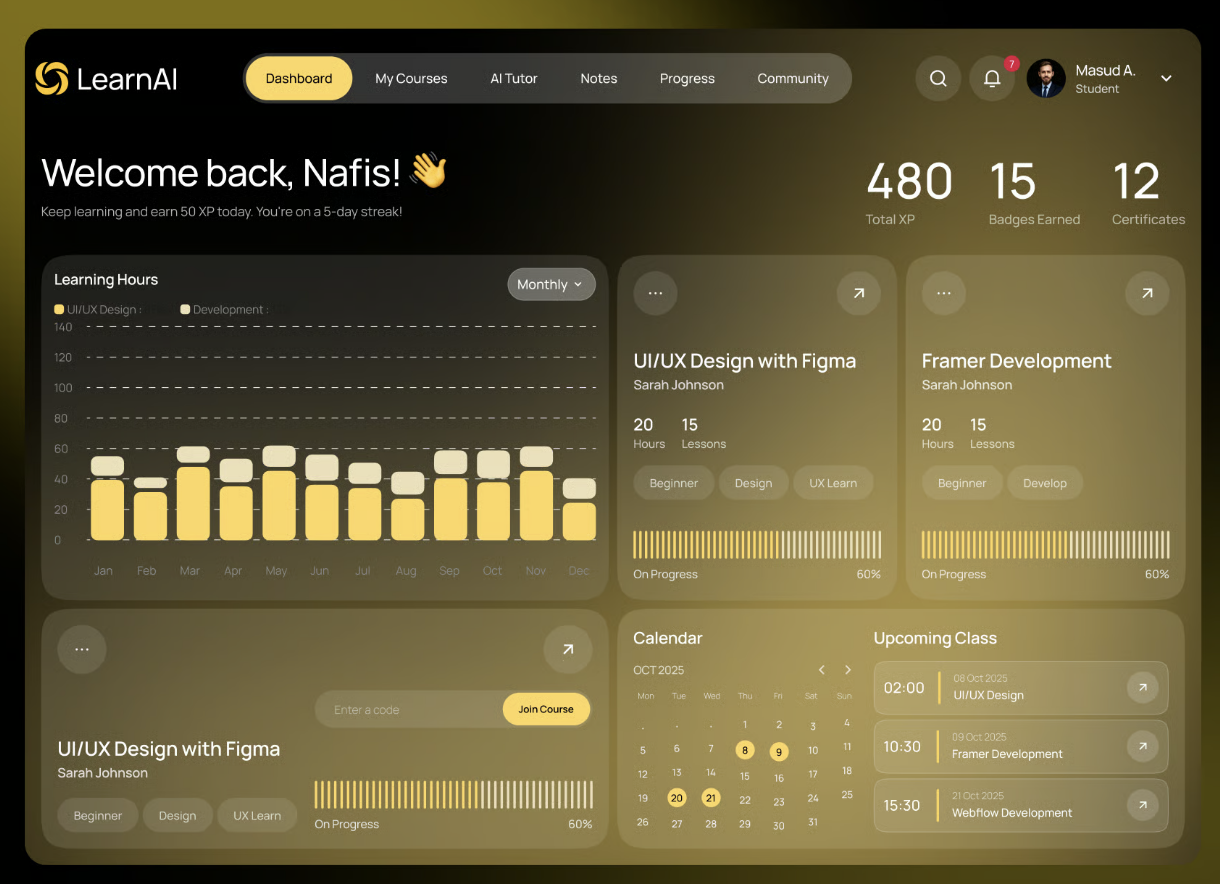 LearnAI
Dashboard My Courses AI Tutor Notes Progress Community
7
Masud A.
Student
Welcome back, Nafis! 👋
Keep learning and earn 50 XP today. You're on a 5-day streak!
480 15 12
Total XP Badges Earned Certificates
Learning Hours
Monthly
UI/UX Design : Development :
140
120
100
80
60
40
20
0
Jan Feb Mar Apr May Jun Jul Aug Sep Oct Nov Dec
...
UI/UX Design with Figma
Sarah Johnson
20 15
Hours Lessons
Beginner Design UX Learn
On Progress 60%
...
Framer Development
Sarah Johnson
20 15
Hours Lessons
Beginner Develop
On Progress 60%
...
Enter a code Join Course
UI/UX Design with Figma
Sarah Johnson
Beginner Design UX Learn
On Progress 60%
Calendar
OCT 2025
Mon Tue Wed Thu Fri Sat Sun
. . . 1 2 3 4
5 6 7 8 9 10 11
12 13 14 15 16 17 18
19 20 21 22 23 24 25
26 27 28 29 30 31
Upcoming Class
02:00
08 Oct 2025
UI/UX Design
10:30
09 Oct 2025
Framer Development
15:30
21 Oct 2025
Webflow Development